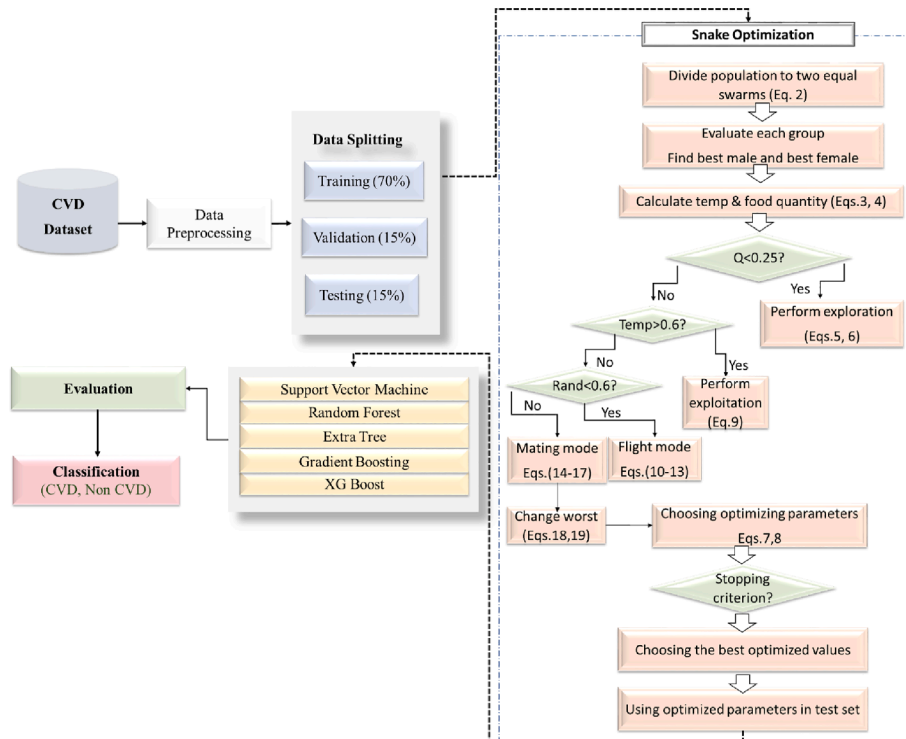 CVD
Dataset
Data
Preprocessing
Data Splitting
Training (70%)
Validation (15%)
Testing (15%)
Snake Optimization
Divide population to two equal
swarms (Eq. 2)
Evaluate each group
Find best male and best female
Calculate temp & food quantity (Eqs.3, 4)
Q<0.25?
Yes
No
Perform exploration
(Eqs.5, 6)
Temp>0.6?
No
Yes
Perform
exploitation
(Eq.9)
Rand<0.6?
No
Yes
Mating mode
Eqs.(14-17)
Flight mode
Eqs.(10-13)
Change worst
(Eqs.18,19)
Choosing optimizing parameters
Eqs.7,8
Stopping
criterion?
Choosing the best optimized values
Using optimized parameters in test set
Support Vector Machine
Random Forest
Extra Tree
Gradient Boosting
XG Boost
Evaluation
Classification
(CVD, Non CVD)